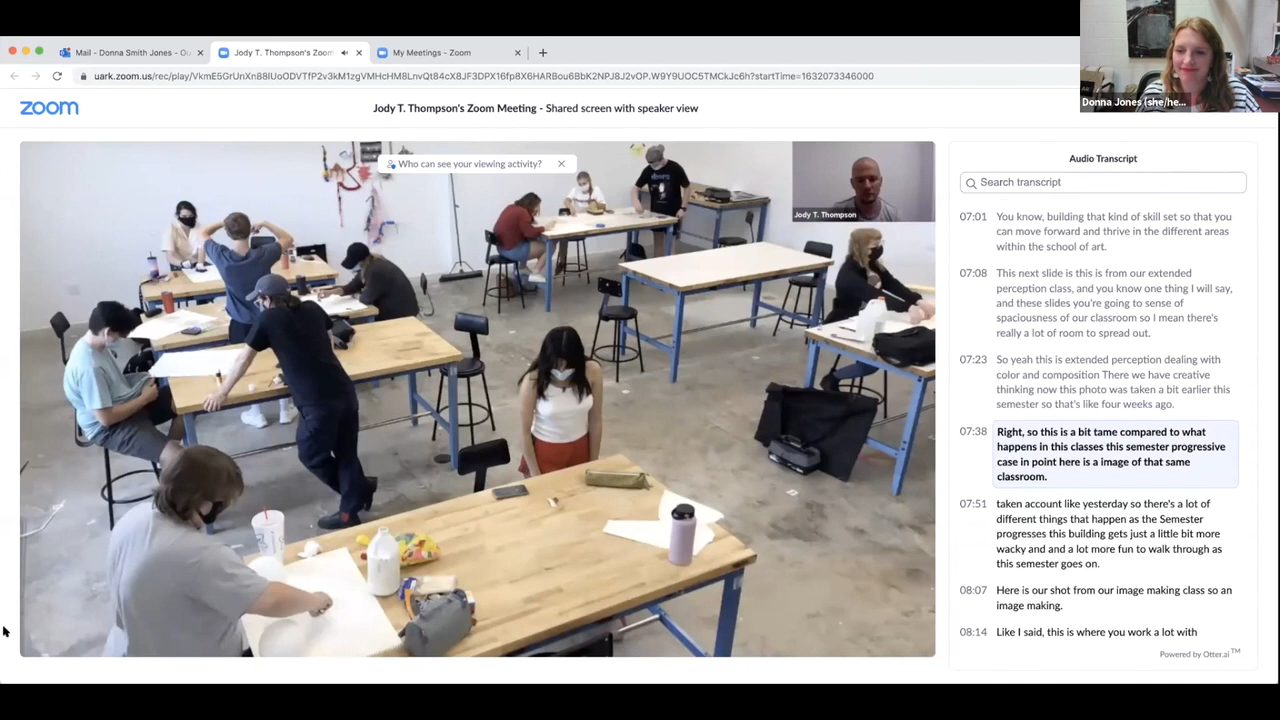 Mail - Donna Smith Jones - Ou
Jody T. Thompson's Zoom
My Meetings - Zoom
uark.zoom.us/rec/play/VkmE5GrUnXn88IUoODVTfP2v3kM1zgVMHcHM8LnvQt84cX8JF3DPX16fp8X6HARBou6BbK2NPJ8J2vOP.W9Y9UOC5TMCkJc6h?startTime=1632073346000
Donna Jones (she/he...
zoom
Jody T. Thompson's Zoom Meeting - Shared screen with speaker view
Who can see your viewing activity?
Jody T. Thompson
Audio Transcript
Search transcript
07:01 You know, building that kind of skill set so that you
can move forward and thrive in the different areas
within the school of art.
07:08 This next slide is this is from our extended
perception class, and you know one thing I will say,
and these slides you're going to sense of
spaciousness of our classroom so I mean there's
really a lot of room to spread out.
07:23 So yeah this is extended perception dealing with
color and composition There we have creative
thinking now this photo was taken a bit earlier this
semester so that's like four weeks ago.
07:38 Right, so this is a bit tame compared to what
happens in this classes this semester progressive
case in point here is a image of that same
classroom.
07:51 taken account like yesterday so there's a lot of
different things that happen as the Semester
progresses this building gets just a little bit more
wacky and and a lot more fun to walk through as
this semester goes on.
08:07 Here is our shot from our image making class so an
image making.
08:14 Like I said, this is where you work a lot with
Powered by Otter.ai TM